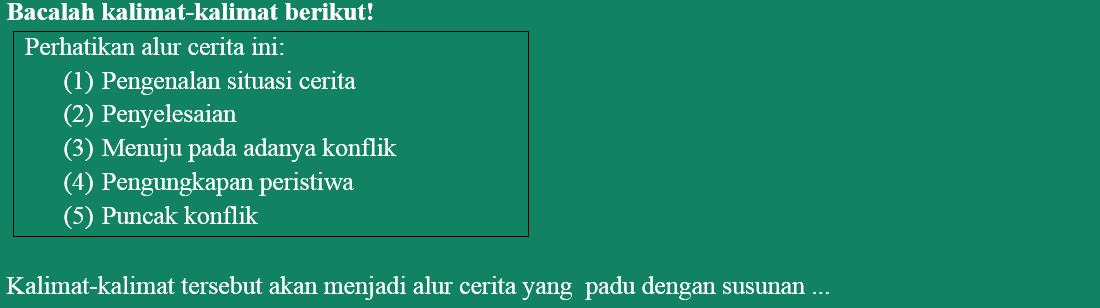 Bacalah kalimat-kalimat berikut!
Perhatikan alur cerita ini:
(1) Pengenalan situasi cerita
(2) Penyelesaian
(3) Menuju pada adanya konflik
(4) Pengungkapan peristiwa
(5) Puncak konflik
Kalimat-kalimat tersebut akan menjadi alur cerita yang padu dengan susunan ...